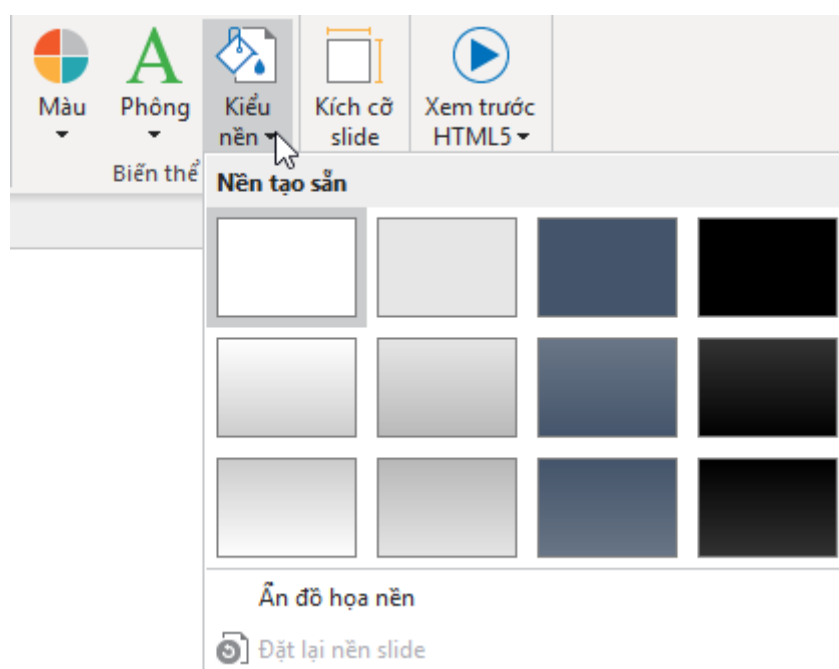 Màu
Phông
Kiểu
nền
Kích cỡ
slide
Xem trước
HTML5
Biến thể
Nền tạo sẵn
Ẩn đồ họa nền
Đặt lại nền slide